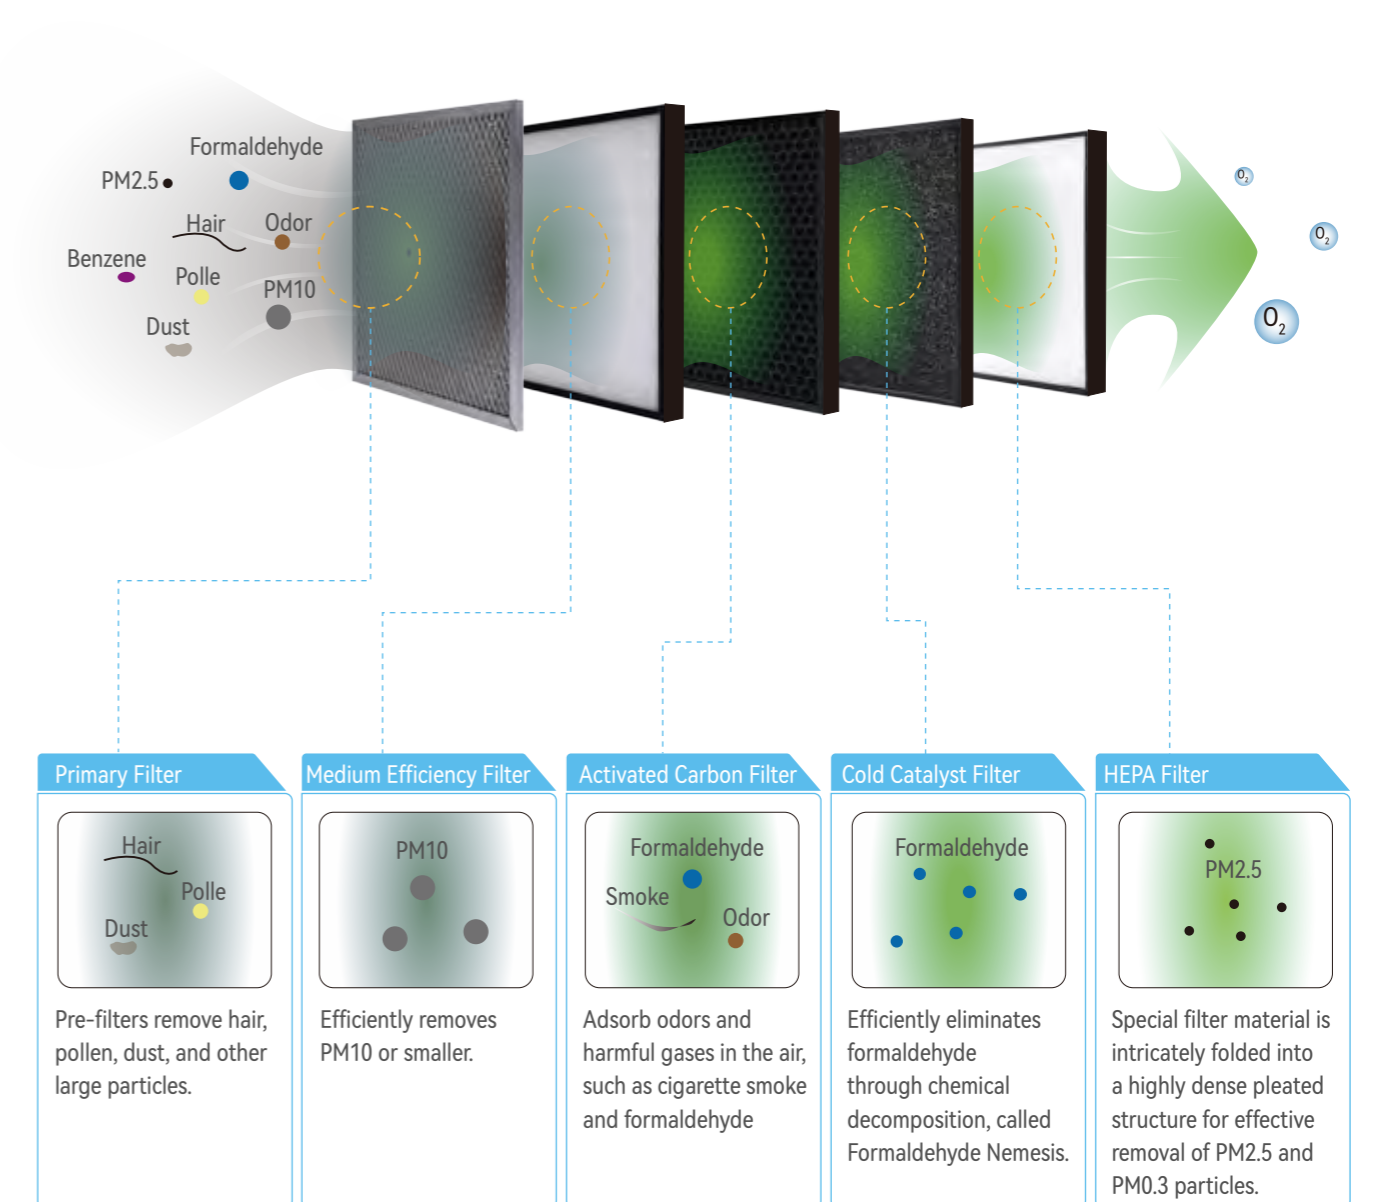 Formaldehyde
PM2.5
Hair
Odor
Benzene
Polle
PM10
Dust
O2
O2
O2
Primary Filter
Medium Efficiency Filter
Activated Carbon Filter
Cold Catalyst Filter
HEPA Filter
Hair
Polle
Dust
PM10
Formaldehyde
Smoke
Odor
Formaldehyde
PM2.5
Pre-filters remove hair,
pollen, dust, and other
large particles.
Efficiently removes
PM10 or smaller.
Adsorb odors and
harmful gases in the air,
such as cigarette smoke
and formaldehyde
Efficiently eliminates
formaldehyde
through chemical
decomposition, called
Formaldehyde Nemesis.
Special filter material is
intricately folded into
a highly dense pleated
structure for effective
removal of PM2.5 and
PM0.3 particles.